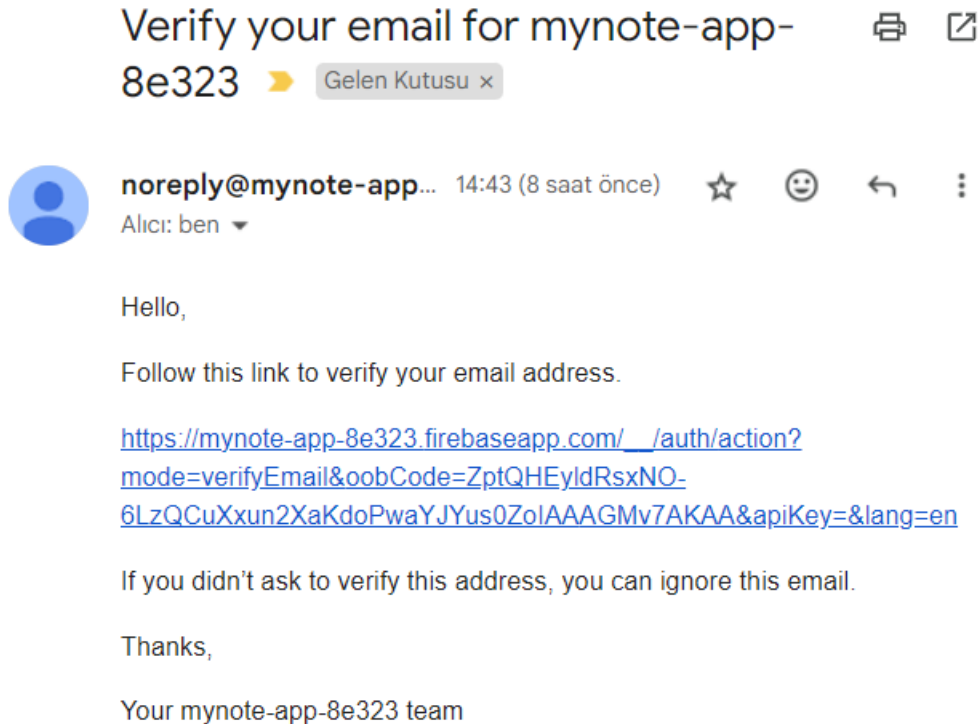 Verify your email for mynote-app-
8e323 Gelen Kutusu ×
noreply@mynote-app... 14:43 (8 saat önce)
Alıcı: ben
Hello,
Follow this link to verify your email address.
https://mynote-app-8e323.firebaseapp.com/__/auth/action?
mode=verifyEmail&oobCode=ZptQHEyldRsxNO-
6LzQCuXxun2XaKdoPwaYJYus0ZoIAAAGMv7AKAA&apiKey=&lang=en
If you didn’t ask to verify this address, you can ignore this email.
Thanks,
Your mynote-app-8e323 team